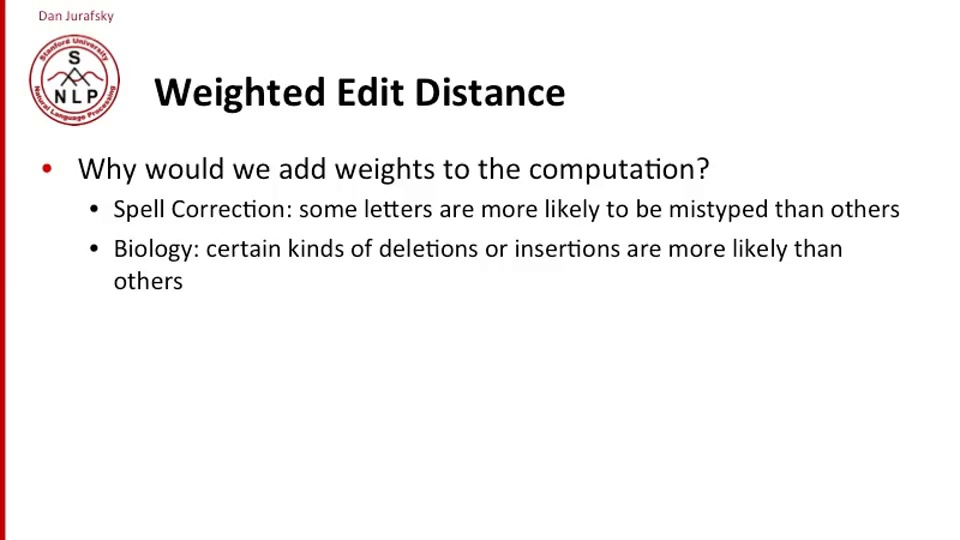 Dan Jurafsky
Stanford University
S
NLP
Natural Language Processing
Weighted Edit Distance
• Why would we add weights to the computation?
• Spell Correction: some letters are more likely to be mistyped than others
• Biology: certain kinds of deletions or insertions are more likely than
others